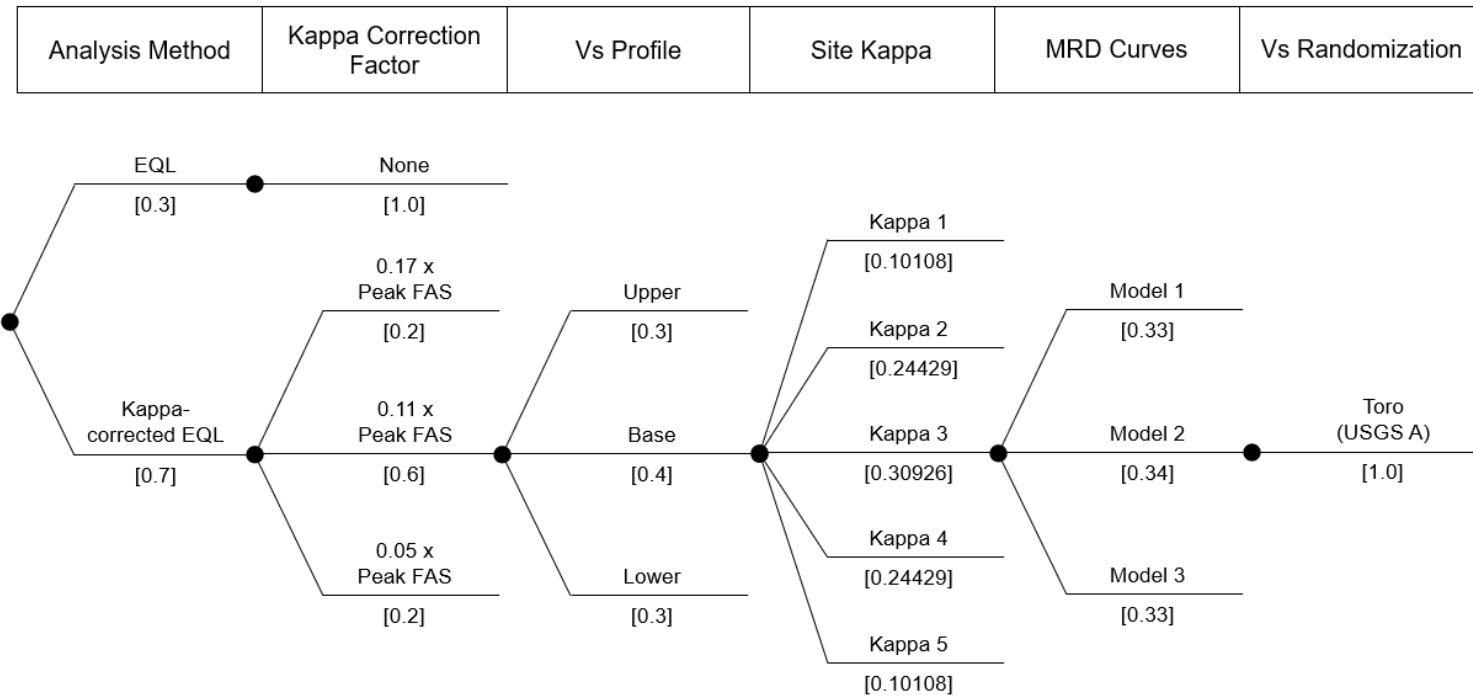 Analysis Method
Kappa Correction
Factor
Vs Profile
Site Kappa
MRD Curves
Vs Randomization
EQL
[0.3]
None
[1.0]
Kappa-
corrected EQL
[0.7]
0.17 x
Peak FAS
[0.2]
0.11 x
Peak FAS
[0.6]
0.05 x
Peak FAS
[0.2]
Upper
[0.3]
Base
[0.4]
Lower
[0.3]
Kappa 1
[0.10108]
Kappa 2
[0.24429]
Kappa 3
[0.30926]
Kappa 4
[0.24429]
Kappa 5
[0.10108]
Model 1
[0.33]
Model 2
[0.34]
Model 3
[0.33]
Toro
(USGS A)
[1.0]